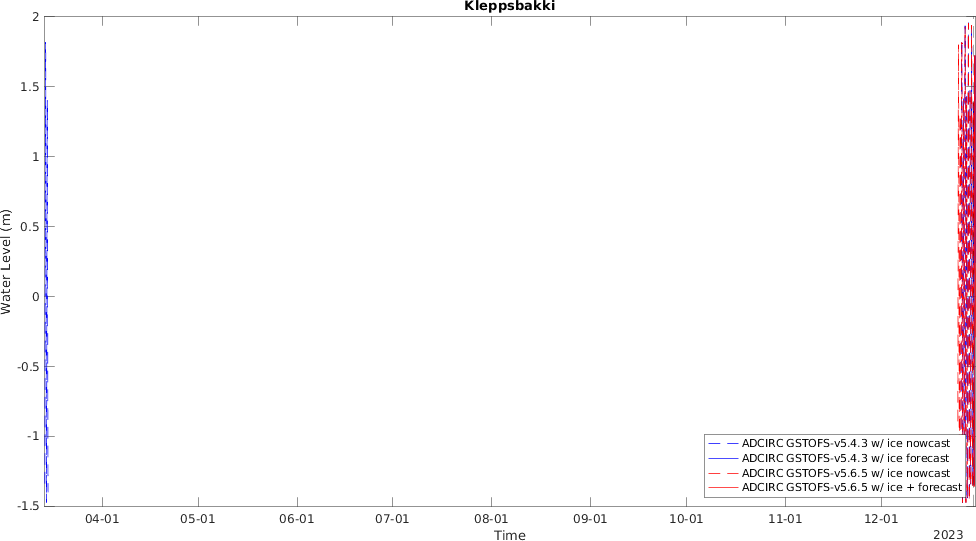 Kleppsbakki
2
1.5
1
0.5
0
-0.5
-1
-1.5
Water Level (m)
04-01 05-01 06-01 07-01 08-01 09-01 10-01 11-01 12-01
Time
2023
ADCIRC GSTOFS-v5.4.3 w/ ice nowcast
ADCIRC GSTOFS-v5.4.3 w/ ice forecast
ADCIRC GSTOFS-v5.6.5 w/ ice nowcast
ADCIRC GSTOFS-v5.6.5 w/ ice + forecast